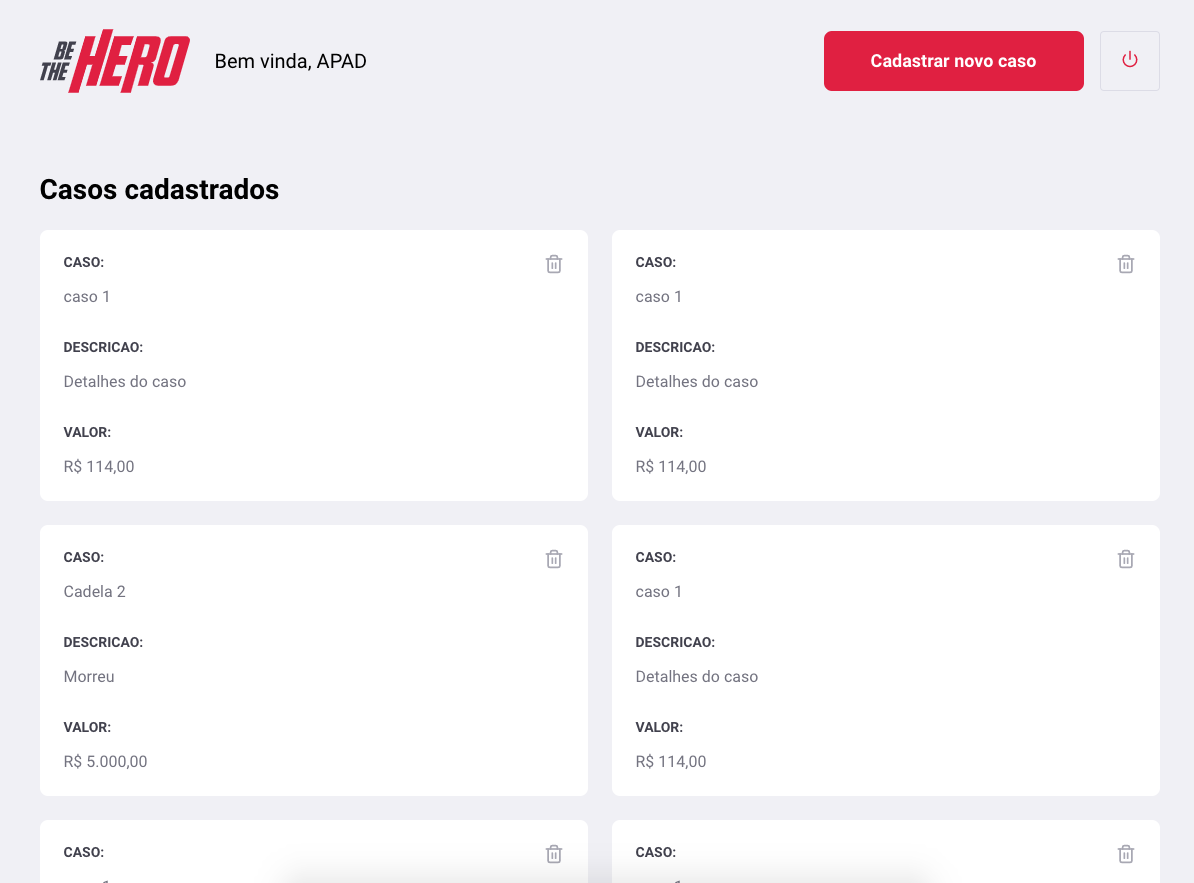 BE THE HERO
Bem vinda, APAD
Cadastrar novo caso
Casos cadastrados
CASO:
caso 1
DESCRICAO:
Detalhes do caso
VALOR:
R$ 114,00
CASO:
caso 1
DESCRICAO:
Detalhes do caso
VALOR:
R$ 114,00
CASO:
Cadela 2
DESCRICAO:
Morreu
VALOR:
R$ 5.000,00
CASO:
caso 1
DESCRICAO:
Detalhes do caso
VALOR:
R$ 114,00
CASO:
CASO: